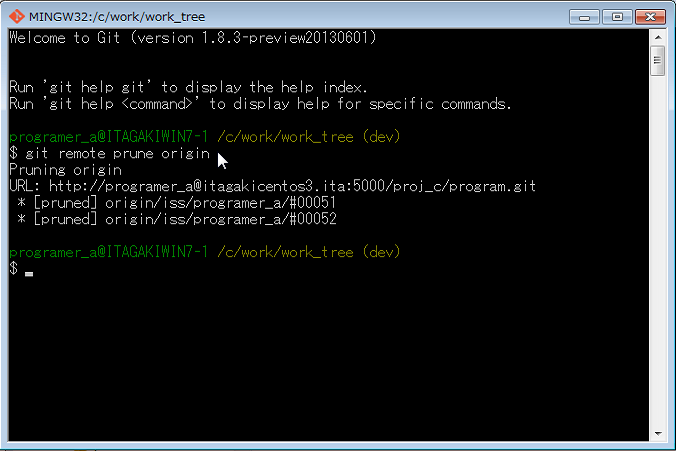 MINGW32:/c/work/work_tree
Welcome to Git (version 1.8.3-preview20130601)
Run 'git help git' to display the help index.
Run 'git help <command>' to display help for specific commands.
programer_a@ITAGAKIWIN7-1 /c/work/work_tree (dev)
$ git remote prune origin
Pruning origin
URL: http://programer_a@itagakicentos3.ita:5000/proj_c/program.git
 * [pruned] origin/iss/programer_a/#00051
 * [pruned] origin/iss/programer_a/#00052
programer_a@ITAGAKIWIN7-1 /c/work/work_tree (dev)
$